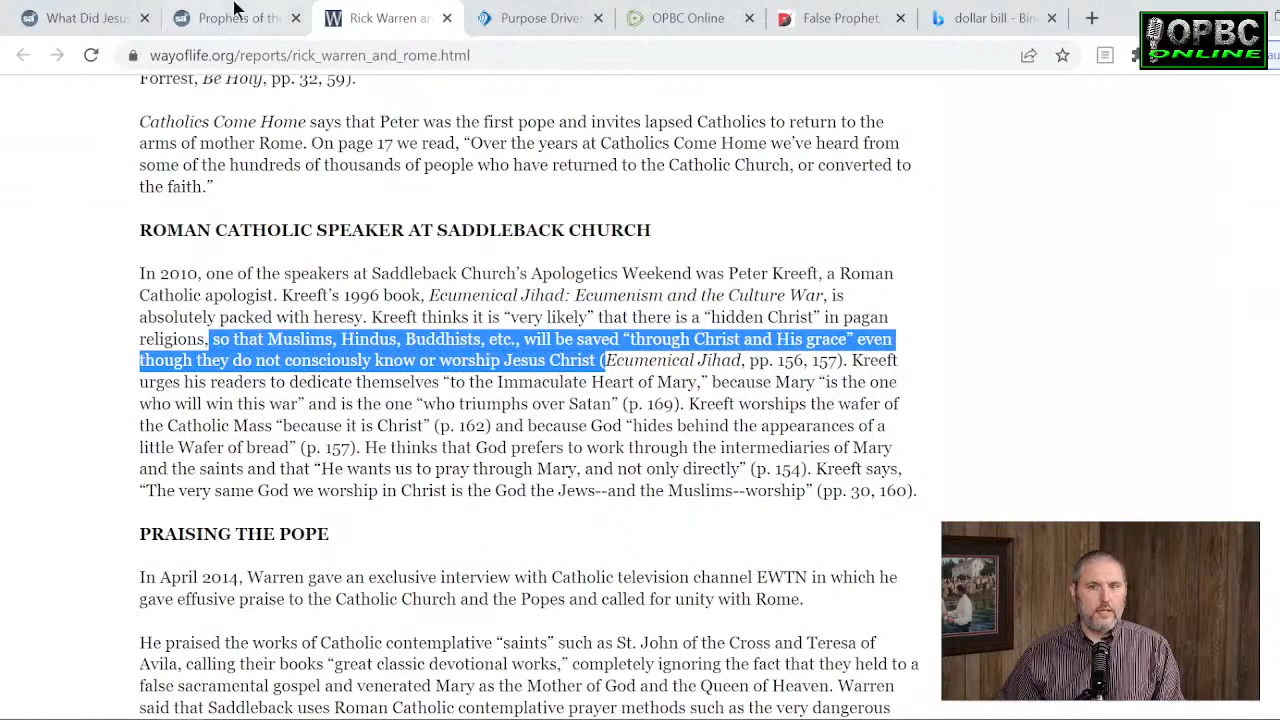 What Did Jesus
Prophets of the
Rick Warren an
Purpose Drive
OPBC Online
False Prophet
dollar bill - Bin
OPBC
ONLINE
wayoflife.org/reports/rick_warren_and_rome.html
Forrest, Be Holy, pp. 32, 59).
Catholics Come Home says that Peter was the first pope and invites lapsed Catholics to return to the
arms of mother Rome. On page 17 we read, “Over the years at Catholics Come Home we’ve heard from
some of the hundreds of thousands of people who have returned to the Catholic Church, or converted to
the faith.”
ROMAN CATHOLIC SPEAKER AT SADDLEBACK CHURCH
In 2010, one of the speakers at Saddleback Church’s Apologetics Weekend was Peter Kreeft, a Roman
Catholic apologist. Kreeft’s 1996 book, Ecumenical Jihad: Ecumenism and the Culture War, is
absolutely packed with heresy. Kreeft thinks it is “very likely” that there is a “hidden Christ” in pagan
religions, so that Muslims, Hindus, Buddhists, etc., will be saved “through Christ and His grace” even
though they do not consciously know or worship Jesus Christ (Ecumenical Jihad, pp. 156, 157). Kreeft
urges his readers to dedicate themselves “to the Immaculate Heart of Mary,” because Mary “is the one
who will win this war” and is the one “who triumphs over Satan” (p. 169). Kreeft worships the wafer of
the Catholic Mass “because it is Christ” (p. 162) and because God “hides behind the appearances of a
little Wafer of bread” (p. 157). He thinks that God prefers to work through the intermediaries of Mary
and the saints and that “He wants us to pray through Mary, and not only directly” (p. 154). Kreeft says,
“The very same God we worship in Christ is the God the Jews--and the Muslims--worship” (pp. 30, 160).
PRAISING THE POPE
In April 2014, Warren gave an exclusive interview with Catholic television channel EWTN in which he
gave effusive praise to the Catholic Church and the Popes and called for unity with Rome.
He praised the works of Catholic contemplative “saints” such as St. John of the Cross and Teresa of
Avila, calling their books “great classic devotional works,” completely ignoring the fact that they held to a
false sacramental gospel and venerated Mary as the Mother of God and the Queen of Heaven. Warren
said that Saddleback uses Roman Catholic contemplative prayer methods such as the very dangerous